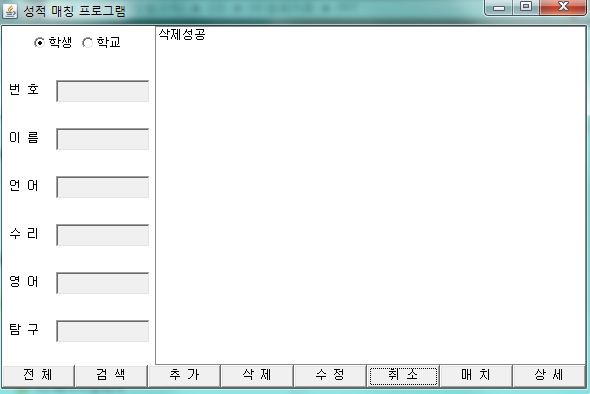 성적 매칭 프로그램
학생 학교
삭제성공
번 호
이 름
언 어
수 리
영 어
탐 구
전 체 검 색 추 가 삭 제 수 정 취 소 매 치 상 세